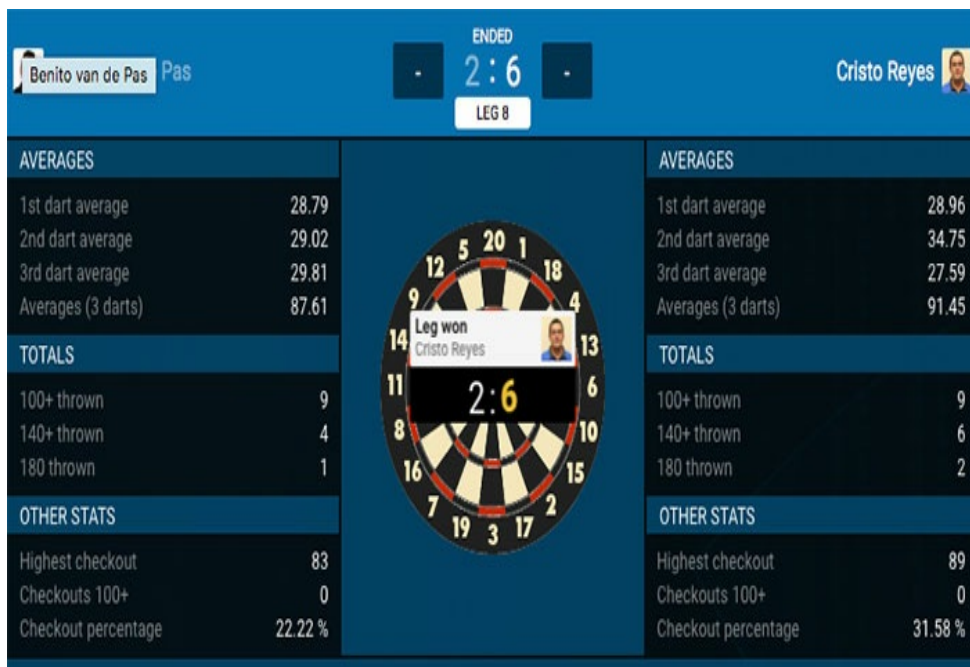 ENDED
Benito van de Pas Pas
- 2 : 6 -
Cristo Reyes
LEG 8
AVERAGES
1st dart average 28.79
2nd dart average 29.02
3rd dart average 29.81
Averages (3 darts) 87.61
TOTALS
100+ thrown 9
140+ thrown 4
180 thrown 1
OTHER STATS
Highest checkout 83
Checkouts 100+ 0
Checkout percentage 22.22 %
5 20 1
12 18
9 4
Leg won
Cristo Reyes
14 13
11 6
2:6
8 10
16 15
7 2
19 3 17
AVERAGES
1st dart average 28.96
2nd dart average 34.75
3rd dart average 27.59
Averages (3 darts) 91.45
TOTALS
100+ thrown 9
140+ thrown 6
180 thrown 2
OTHER STATS
Highest checkout 89
Checkouts 100+ 0
Checkout percentage 31.58 %